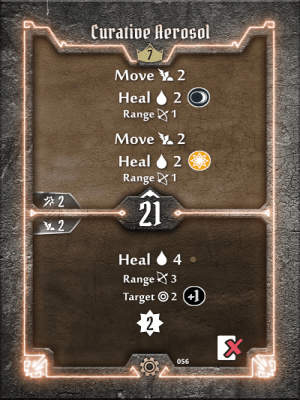 Curative Aerosol
7
Move 2
Heal 2
Range 1
Move 2
Heal 2
Range 1
2
21
2
Heal 4
Range 3
Target 2 +1
2
056